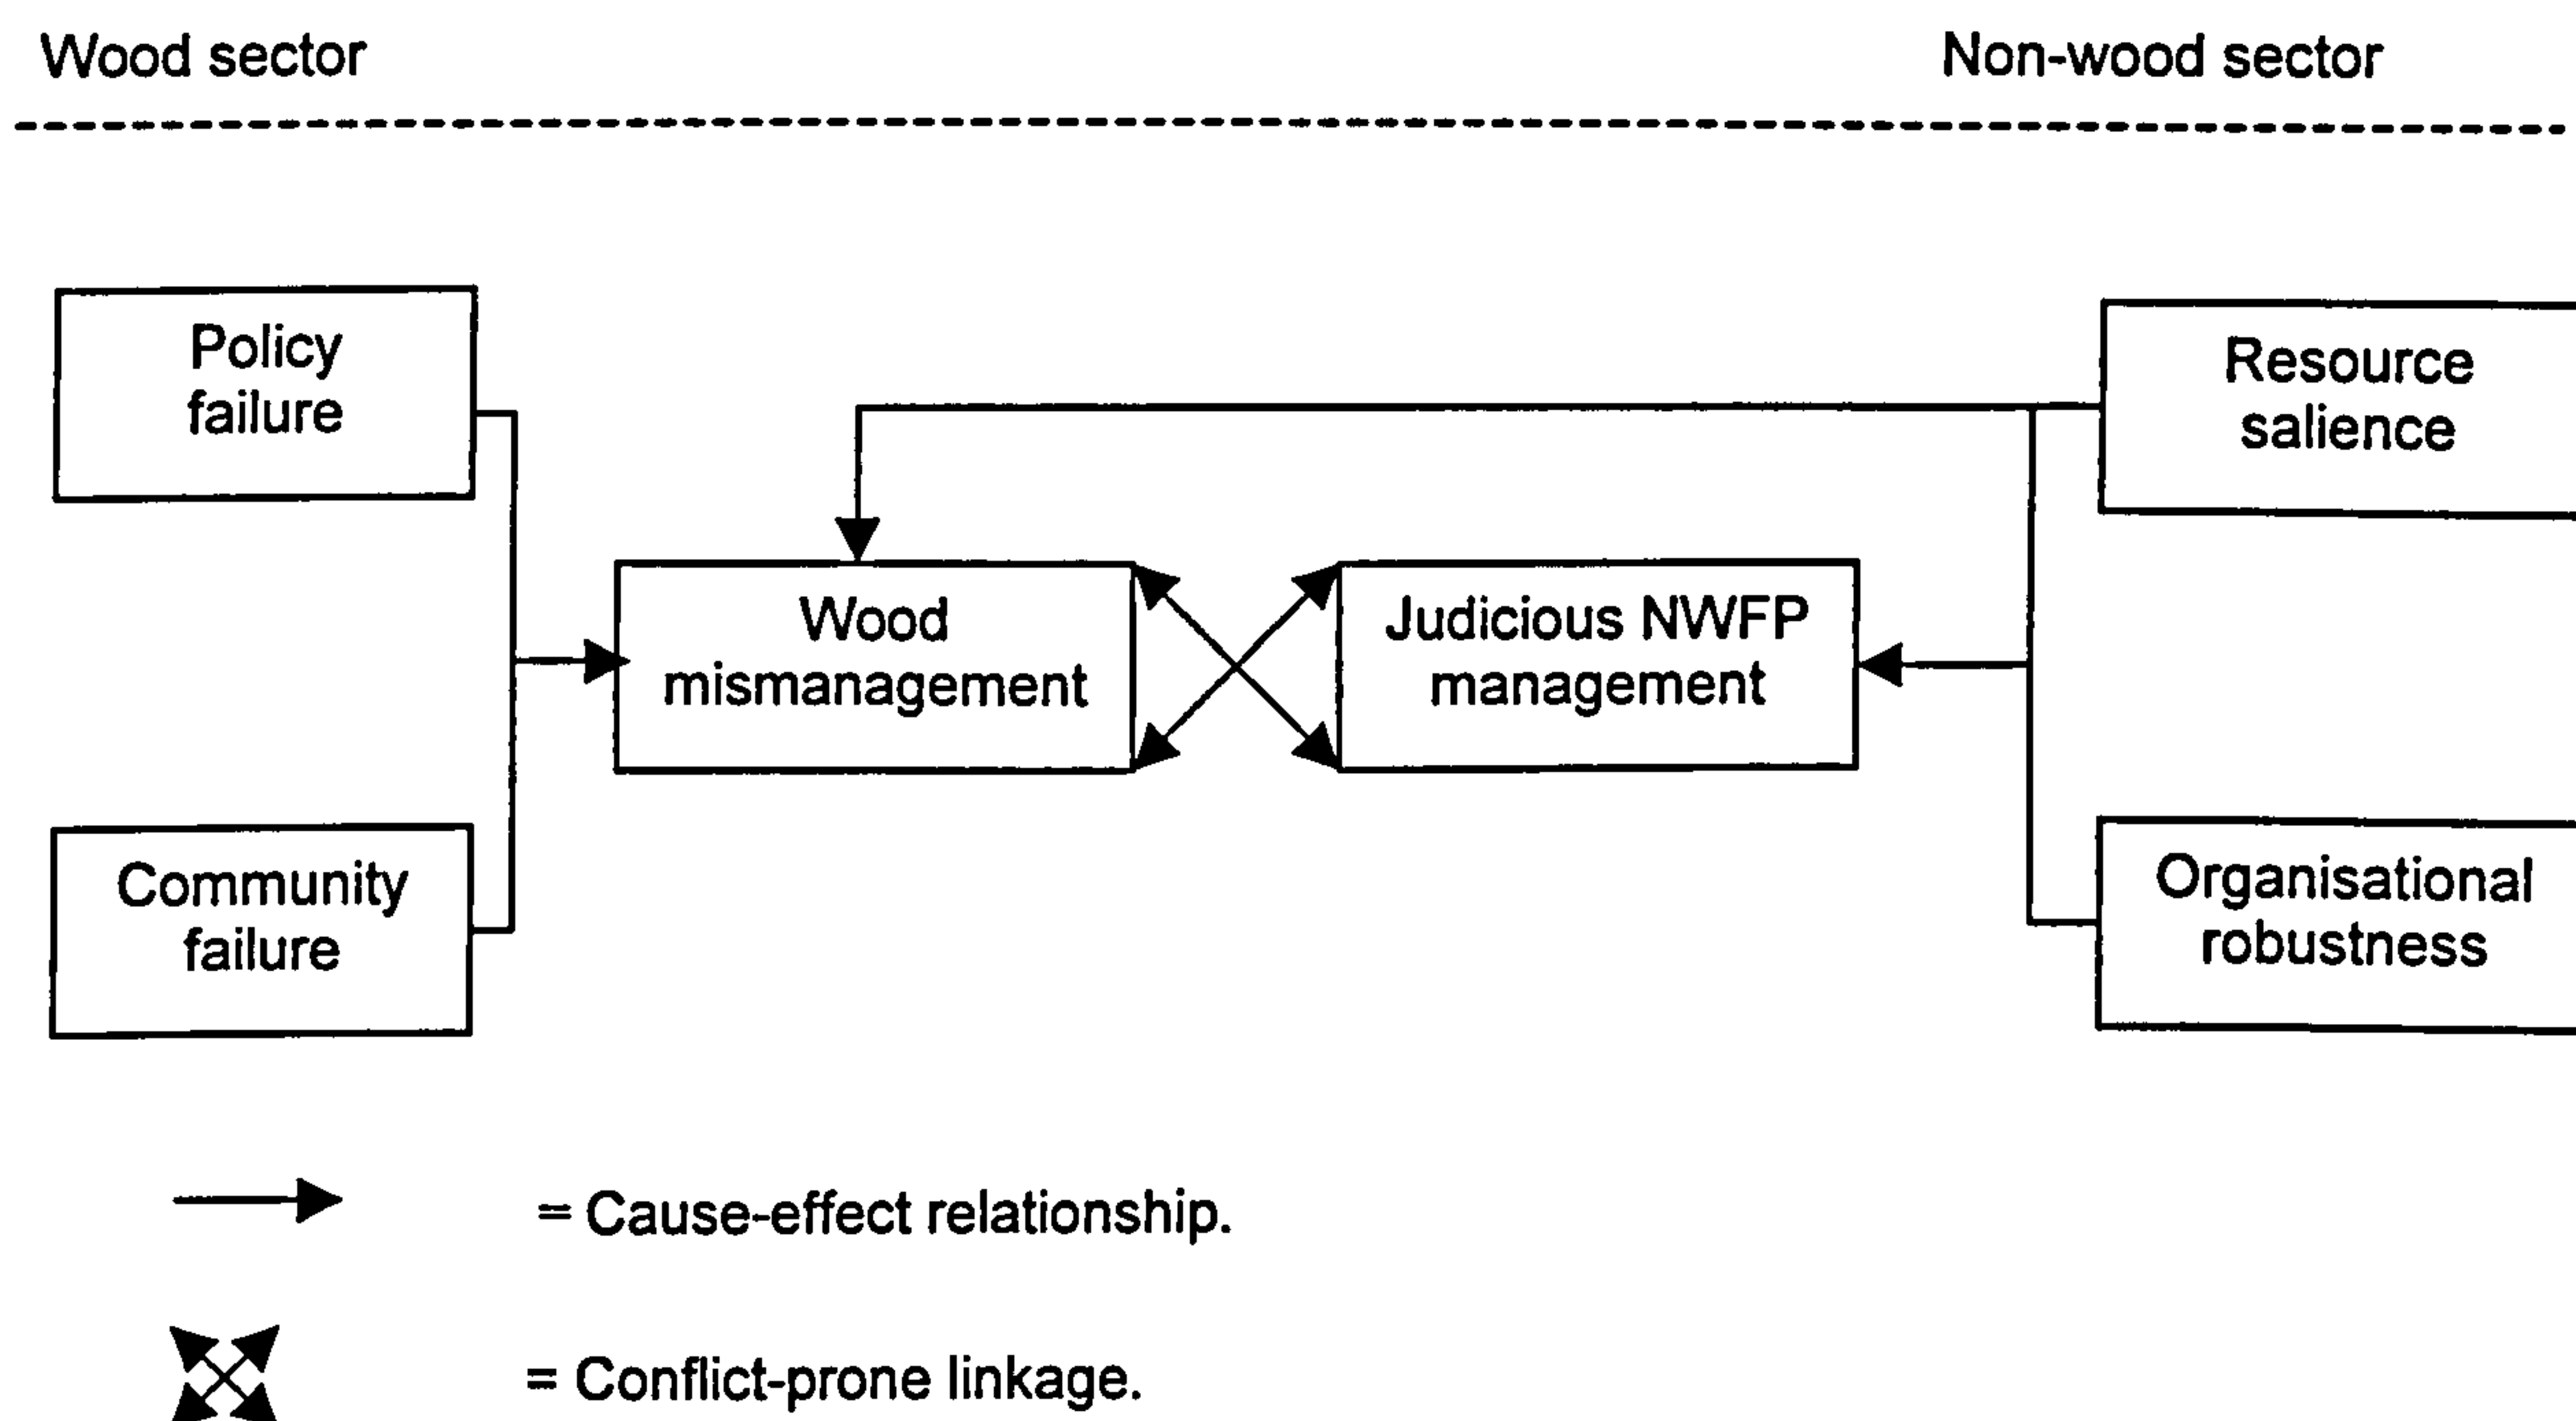 Wood sector
Non-wood sector
Policy
failure
Resource
salience
Wood
mismanagement
Judicious NWFP
management
Community
failure
Organisational
robustness
= Cause-effect relationship.
= Conflict-prone linkage.